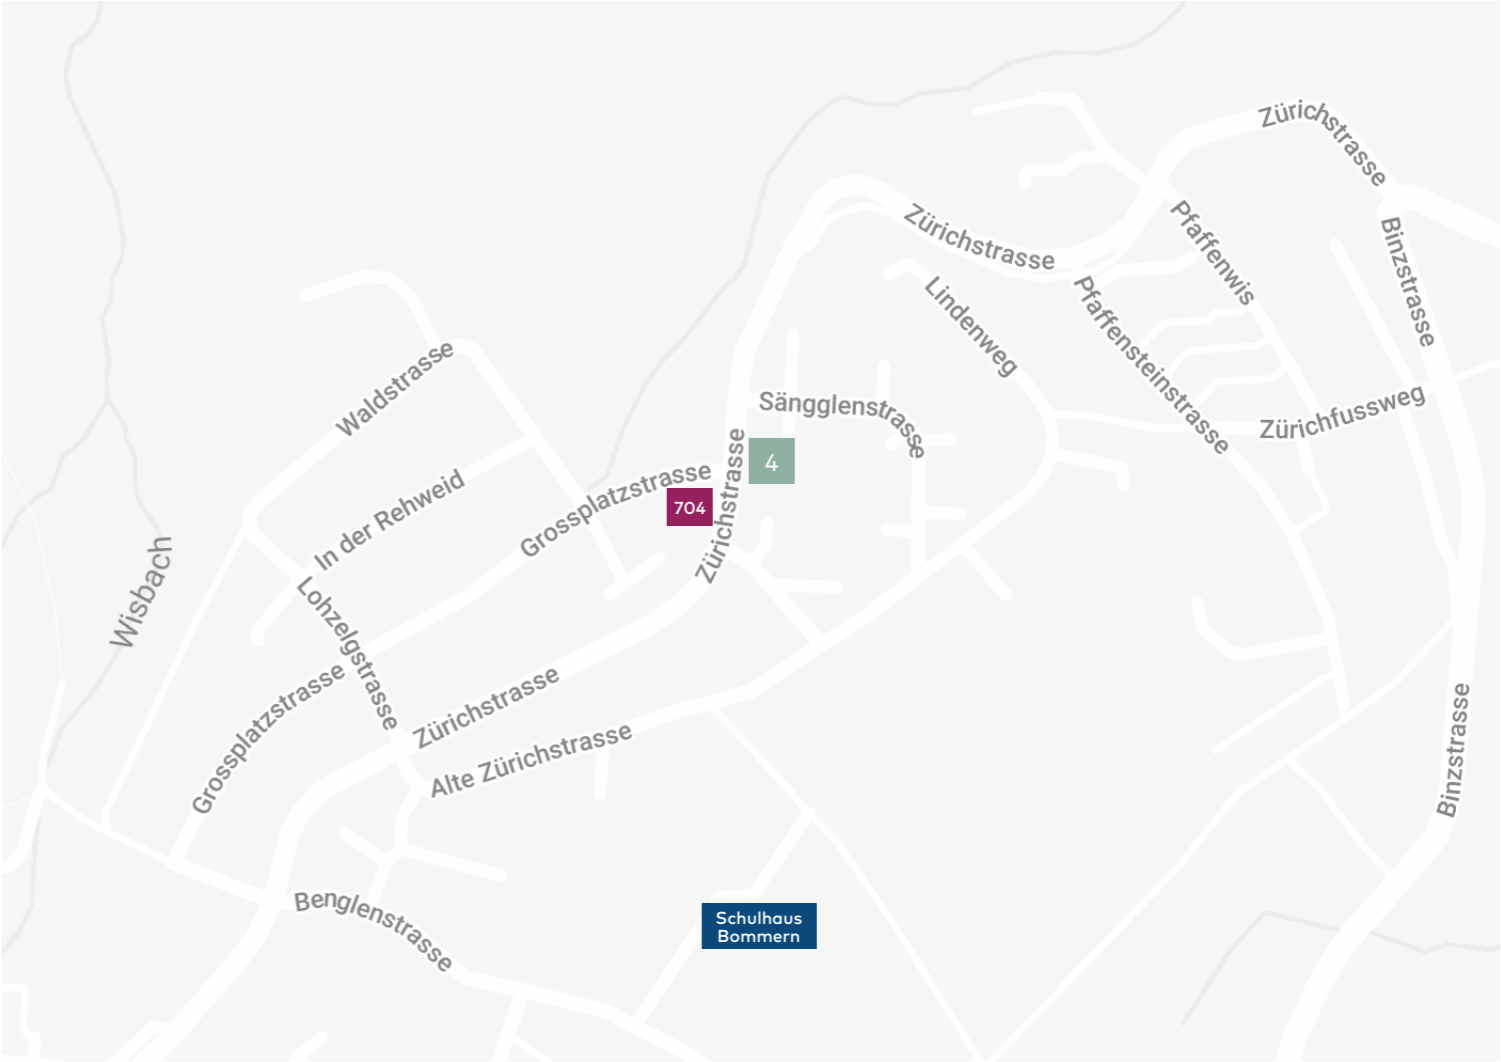 Zürichstrasse
Pfaffenwis
Zürichstrasse
Binzstrasse
Lindenweg
Pfaffensteinstrasse
Waldstrasse
Sängglenstrasse
Zürichfussweg
4
Zürichstrasse
Grossplatzstrasse
704
In der Rehweid
Wisbach
Lohzelgstrasse
Grossplatzstrasse
Zürichstrasse
Alte Zürichstrasse
Binzstrasse
Benglenstrasse
Schulhaus
Bommern